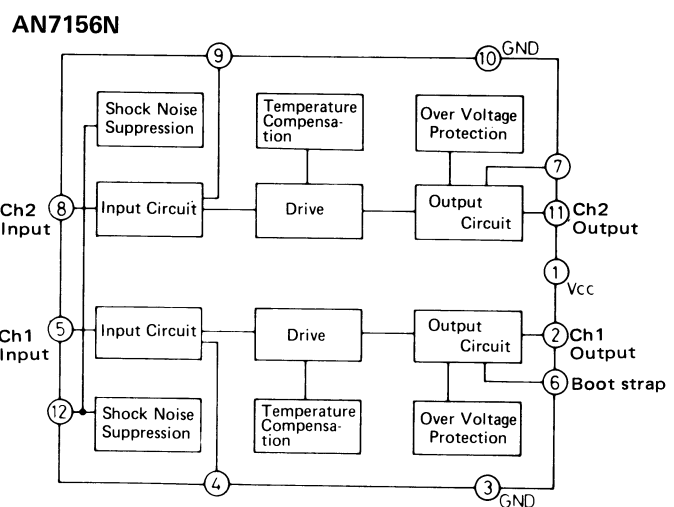 AN7156N
9
10 GND
Shock Noise
Suppression
Temperature
Compensa-
tion
Over Voltage
Protection
7
Ch2
Input
8
Input Circuit
Drive
Output
Circuit
11
Ch2
Output
1
Vcc
Ch1
Input
5
Input Circuit
Drive
Output
Circuit
2
Ch1
Output
6
Boot strap
12
Shock Noise
Suppression
Temperature
Compensa-
tion
Over Voltage
Protection
4
3
GND